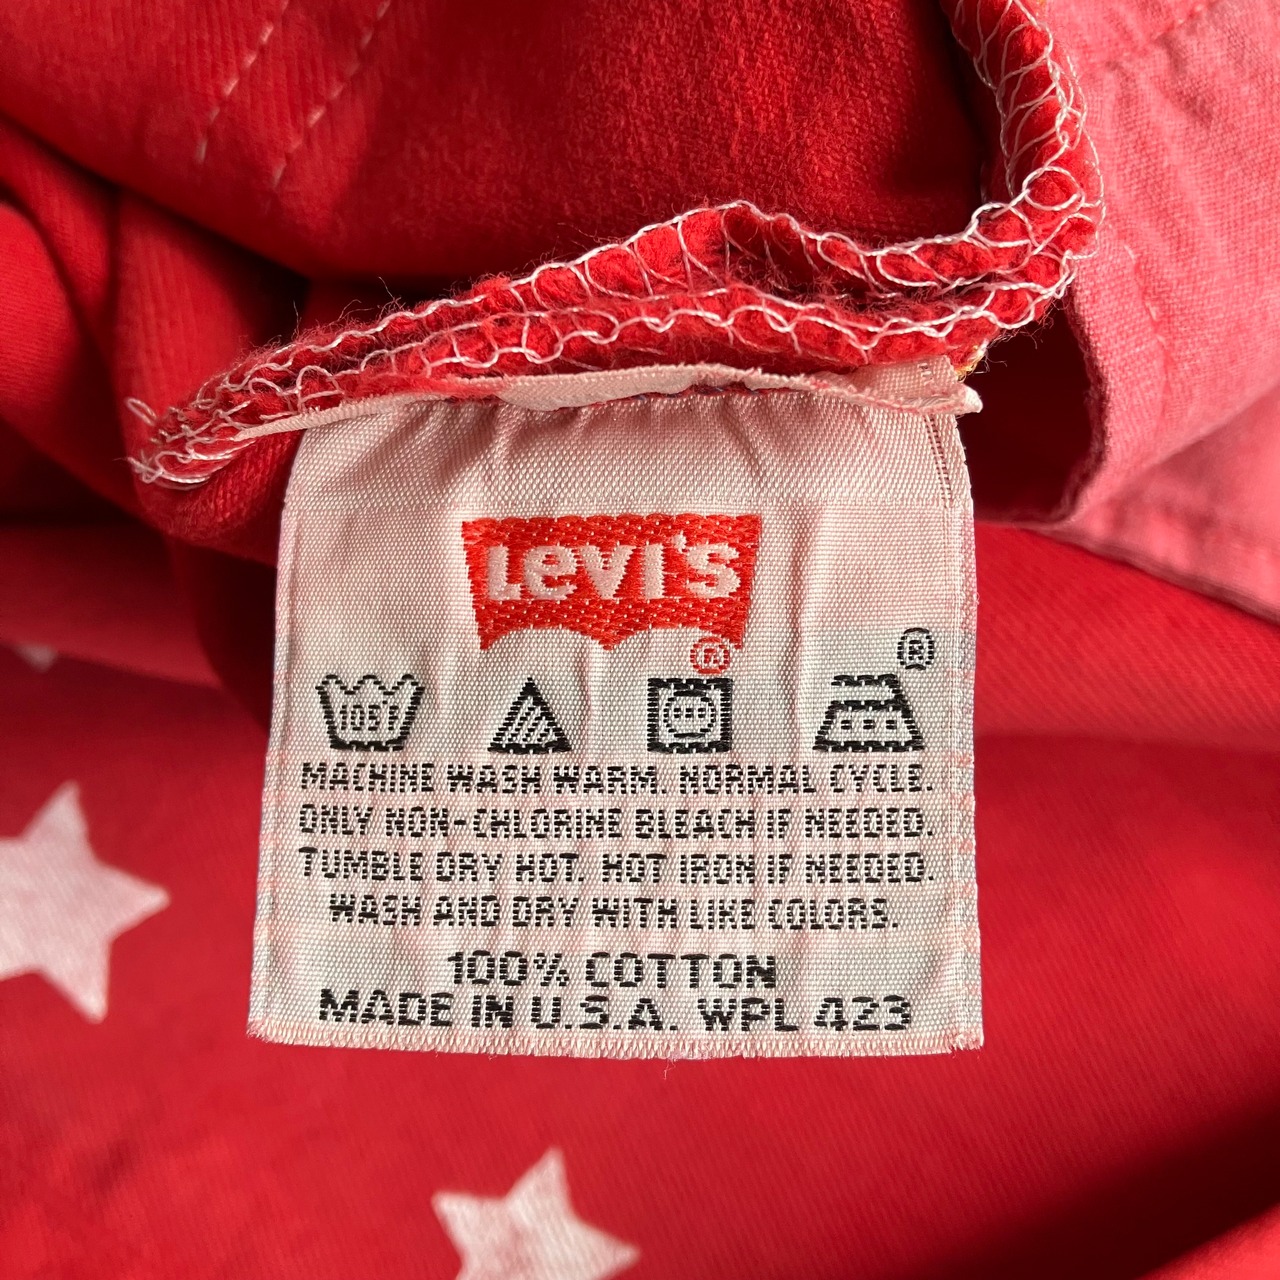 Levi's
®
®
105F
MACHINE WASH WARM. NORMAL CYCLE.
ONLY NON-CHLORINE BLEACH IF NEEDED.
TUMBLE DRY HOT. HOT IRON IF NEEDED.
WASH AND DRY WITH LIKE COLORS.
100% COTTON
MADE IN U.S.A. WPL 423